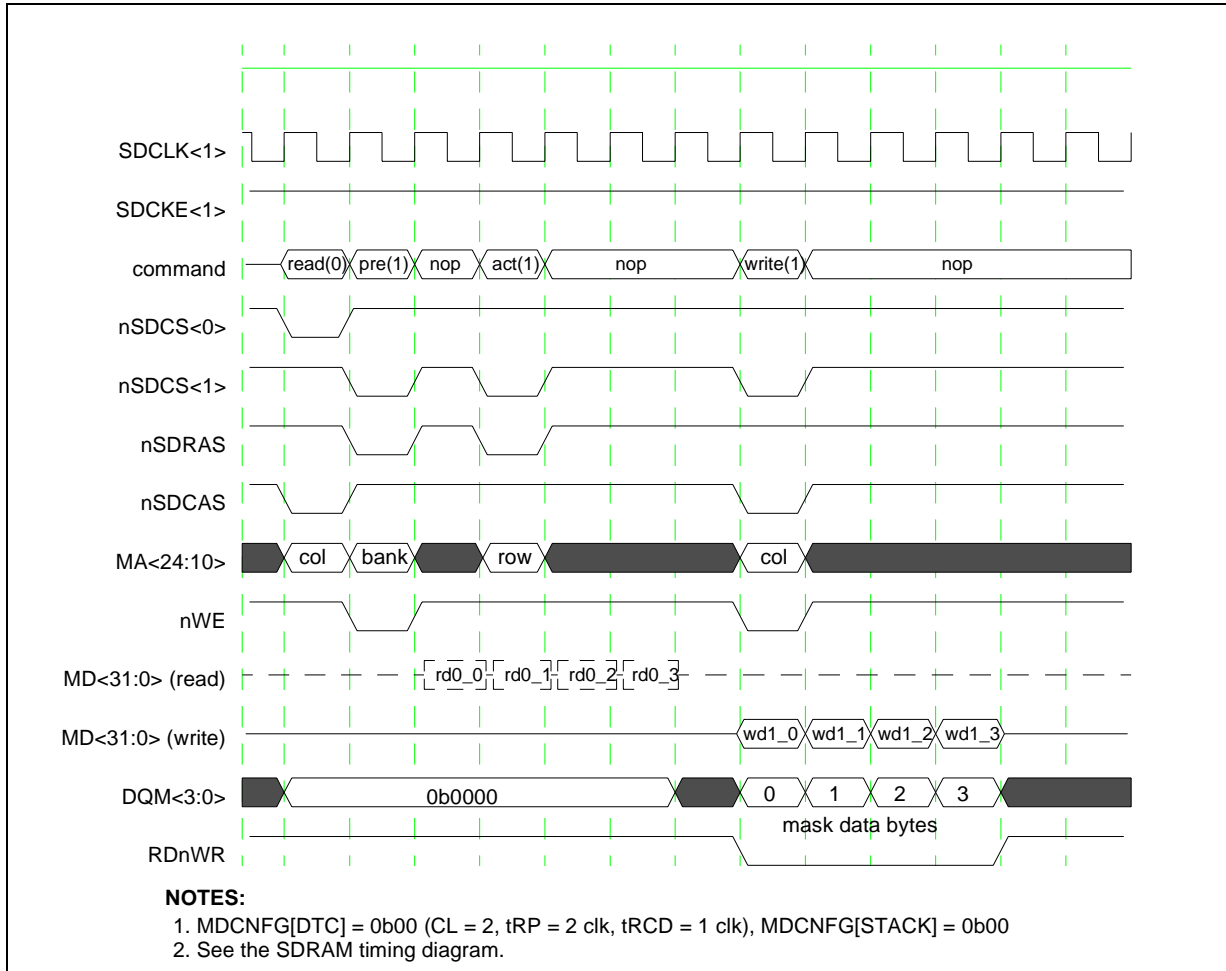 SDCLK<1>
SDCKE<1>
command read(0) pre(1) nop act(1) nop write(1) nop
nSDCS<0>
nSDCS<1>
nSDRAS
nSDCAS
MA<24:10> col bank row col
nWE
MD<31:0> (read) rd0_0 rd0_1 rd0_2 rd0_3
MD<31:0> (write) wd1_0 wd1_1 wd1_2 wd1_3
DQM<3:0> 0b0000 0 1 2 3
mask data bytes
RDnWR
NOTES:
1. MDCNFG[DTC] = 0b00 (CL = 2, tRP = 2 clk, tRCD = 1 clk), MDCNFG[STACK] = 0b00
2. See the SDRAM timing diagram.